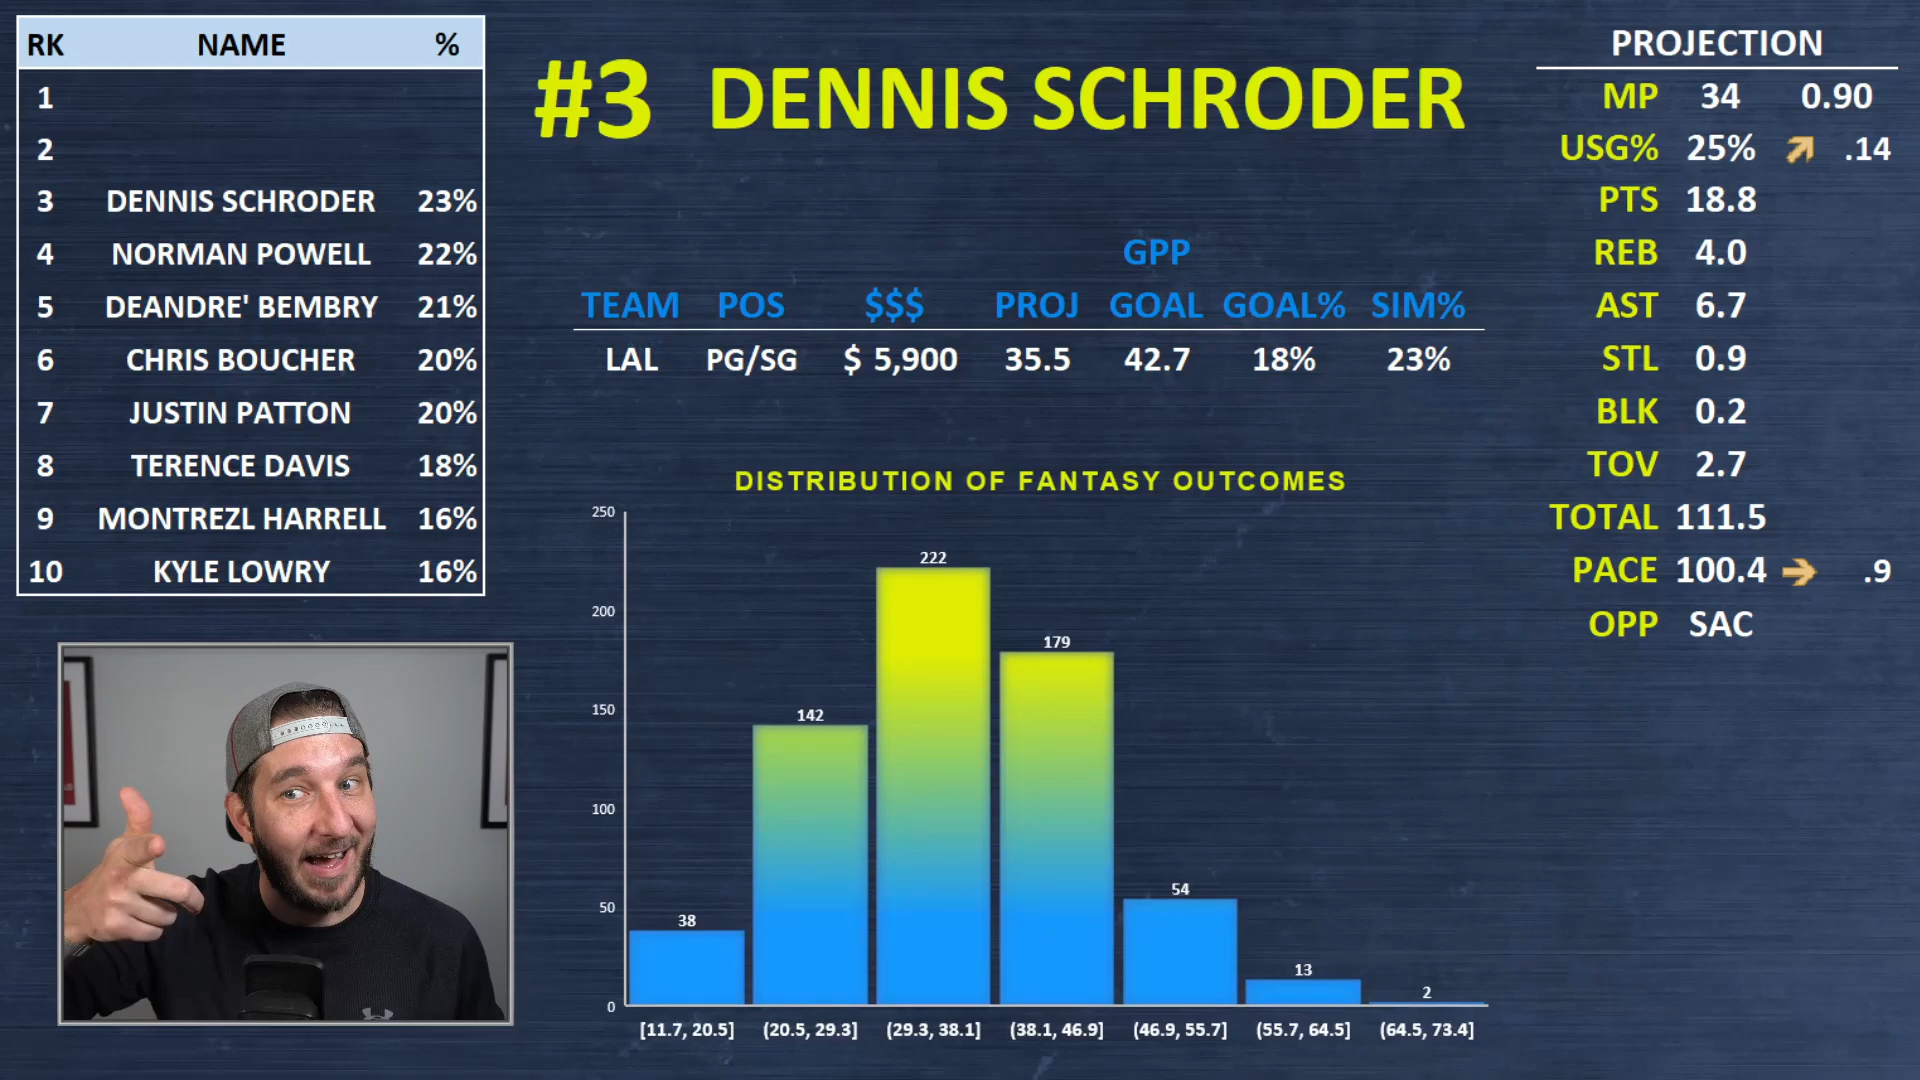 RK NAME %
1
2
3 DENNIS SCHRODER 23%
4 NORMAN POWELL 22%
5 DEANDRE' BEMBRY 21%
6 CHRIS BOUCHER 20%
7 JUSTIN PATTON 20%
8 TERENCE DAVIS 18%
9 MONTREZL HARRELL 16%
10 KYLE LOWRY 16%
#3 DENNIS SCHRODER
GPP
TEAM POS $$$ PROJ GOAL GOAL% SIM%
LAL PG/SG $ 5,900 35.5 42.7 18% 23%
DISTRIBUTION OF FANTASY OUTCOMES
250
200
150
100
50
0
38
142
222
179
54
13
2
[11.7, 20.5] (20.5, 29.3] (29.3, 38.1] (38.1, 46.9] (46.9, 55.7] (55.7, 64.5] (64.5, 73.4]
PROJECTION
MP 34 0.90
USG% 25% .14
PTS 18.8
REB 4.0
AST 6.7
STL 0.9
BLK 0.2
TOV 2.7
TOTAL 111.5
PACE 100.4 .9
OPP SAC